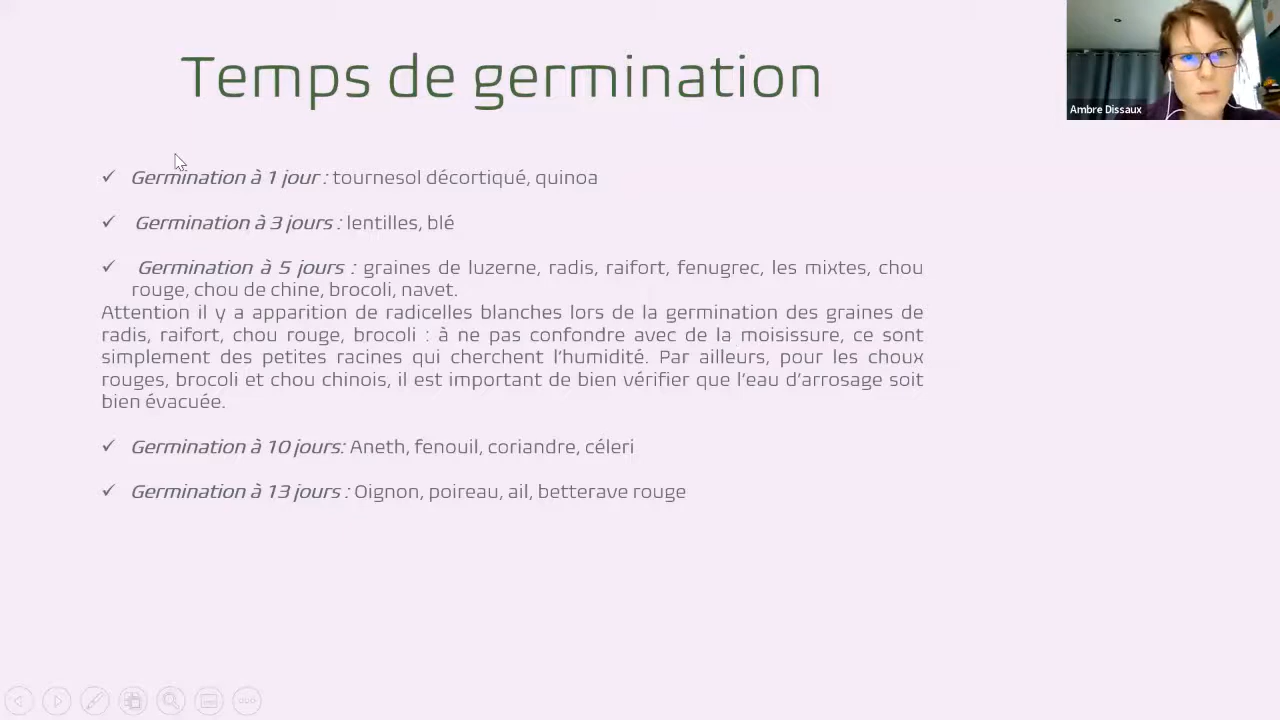 Temps de germination
Ambre Dissaux
✓ Germination à 1 jour : tournesol décortiqué, quinoa
✓ Germination à 3 jours : lentilles, blé
✓ Germination à 5 jours : graines de luzerne, radis, raifort, fenugrec, les mixtes, chou
rouge, chou de chine, brocoli, navet.
Attention il y a apparition de radicelles blanches lors de la germination des graines de
radis, raifort, chou rouge, brocoli : à ne pas confondre avec de la moisissure, ce sont
simplement des petites racines qui cherchent l’humidité. Par ailleurs, pour les choux
rouges, brocoli et chou chinois, il est important de bien vérifier que l’eau d’arrosage soit
bien évacuée.
✓ Germination à 10 jours: Aneth, fenouil, coriandre, céleri
✓ Germination à 13 jours : Oignon, poireau, ail, betterave rouge